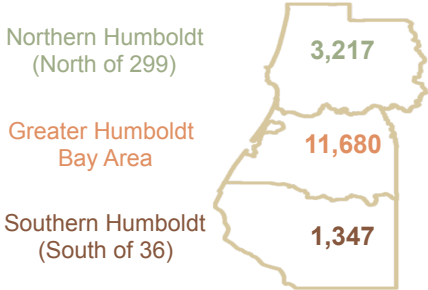 Northern Humboldt
(North of 299)
3,217
Greater Humboldt
Bay Area
11,680
Southern Humboldt
(South of 36)
1,347